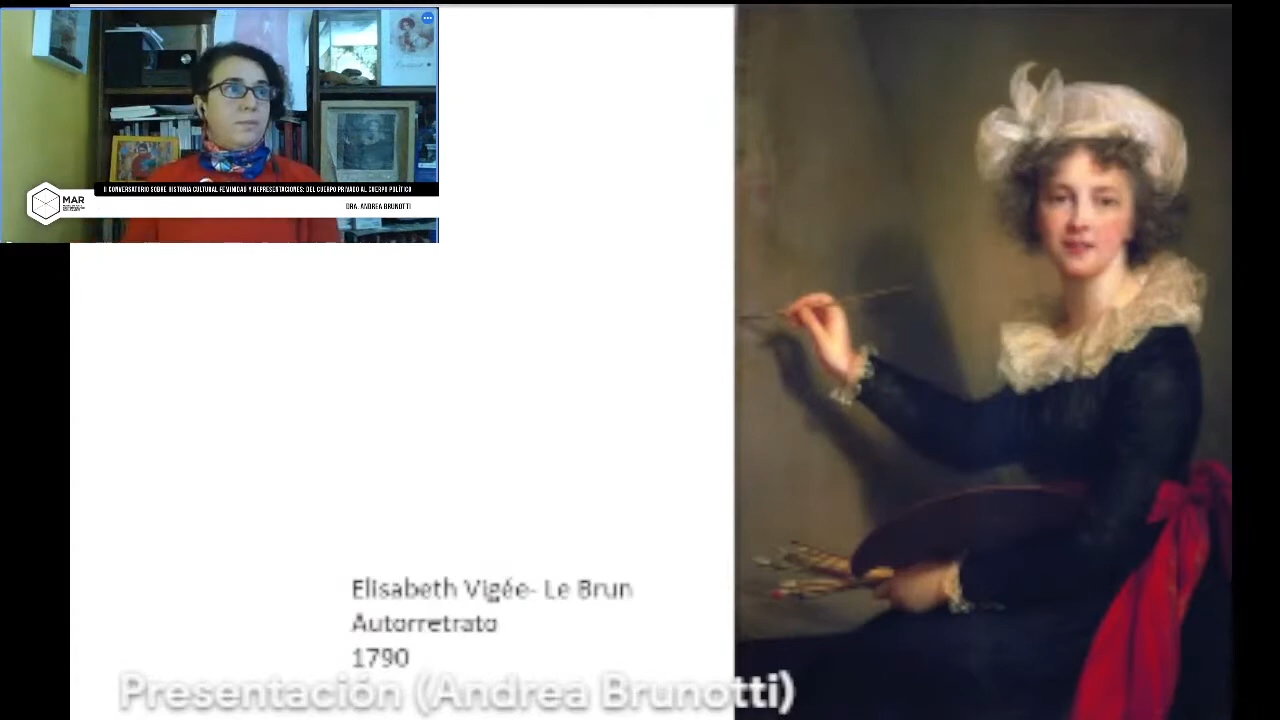 II CONVERSATORIO SOBRE HISTORIA CULTURAL FEMINIDAD Y REPRESENTACIONES: DEL CUERPO PRIVADO AL CUERPO POLÍTICO
MAR
DRA. ANDREA BRUNOTTI
Elisabeth Vigée- Le Brun
Autorretrato
1790
Presentación (Andrea Brunotti)